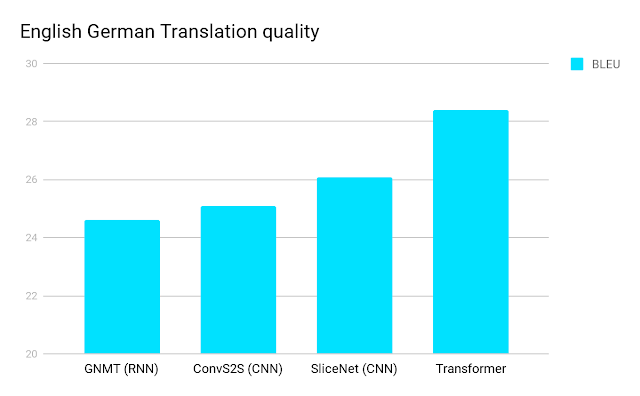 English German Translation quality
30
BLEU
28
26
24
22
20
GNMT (RNN)
ConvS2S (CNN)
SliceNet (CNN)
Transformer